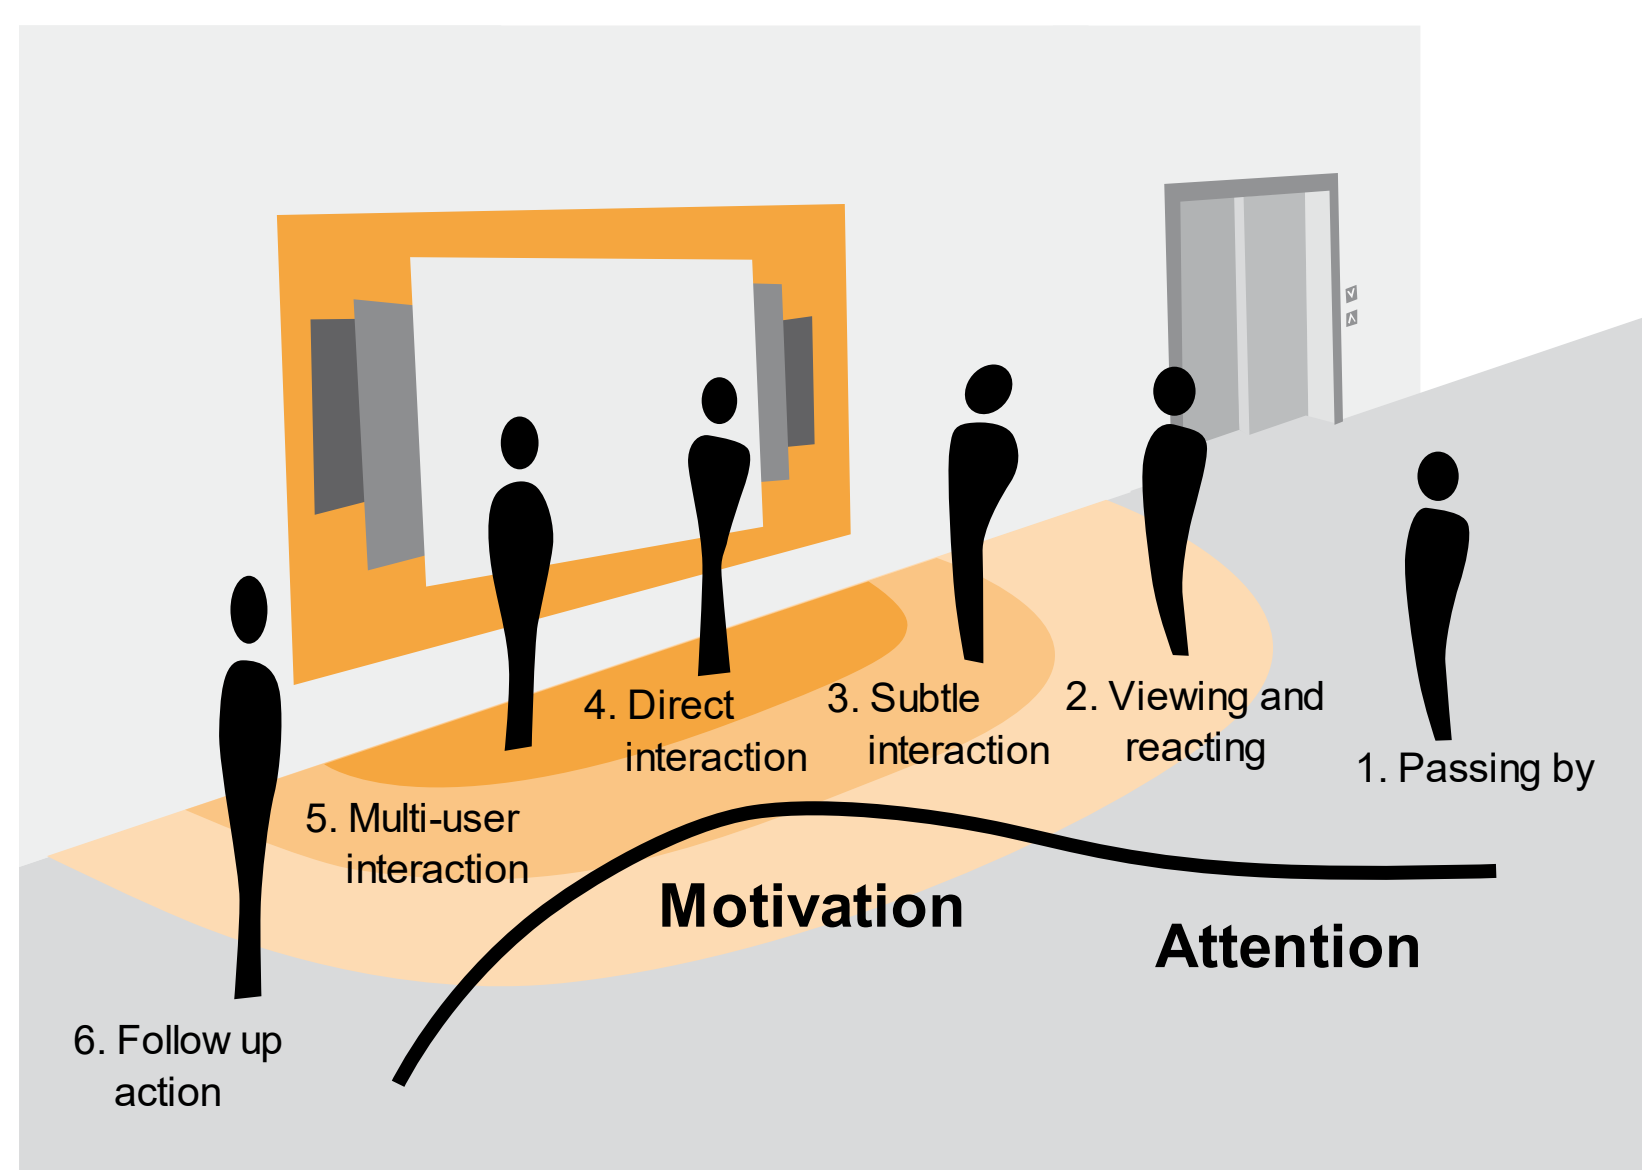 4. Direct
interaction
3. Subtle
interaction
2. Viewing and
reacting
1. Passing by
5. Multi-user
interaction
Motivation
Attention
6. Follow up
action